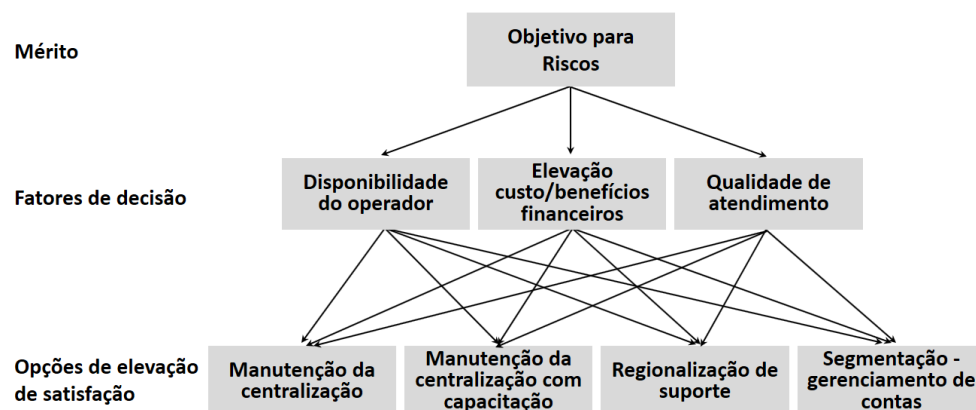 Mérito
Objetivo para
Riscos
Fatores de decisão
Disponibilidade
do operador
Elevação
custo/benefícios
financeiros
Qualidade de
atendimento
Opções de elevação
de satisfação
Manutenção da
centralização
Manutenção da
centralização com
capacitação
Regionalização de
suporte
Segmentação -
gerenciamento de
contas